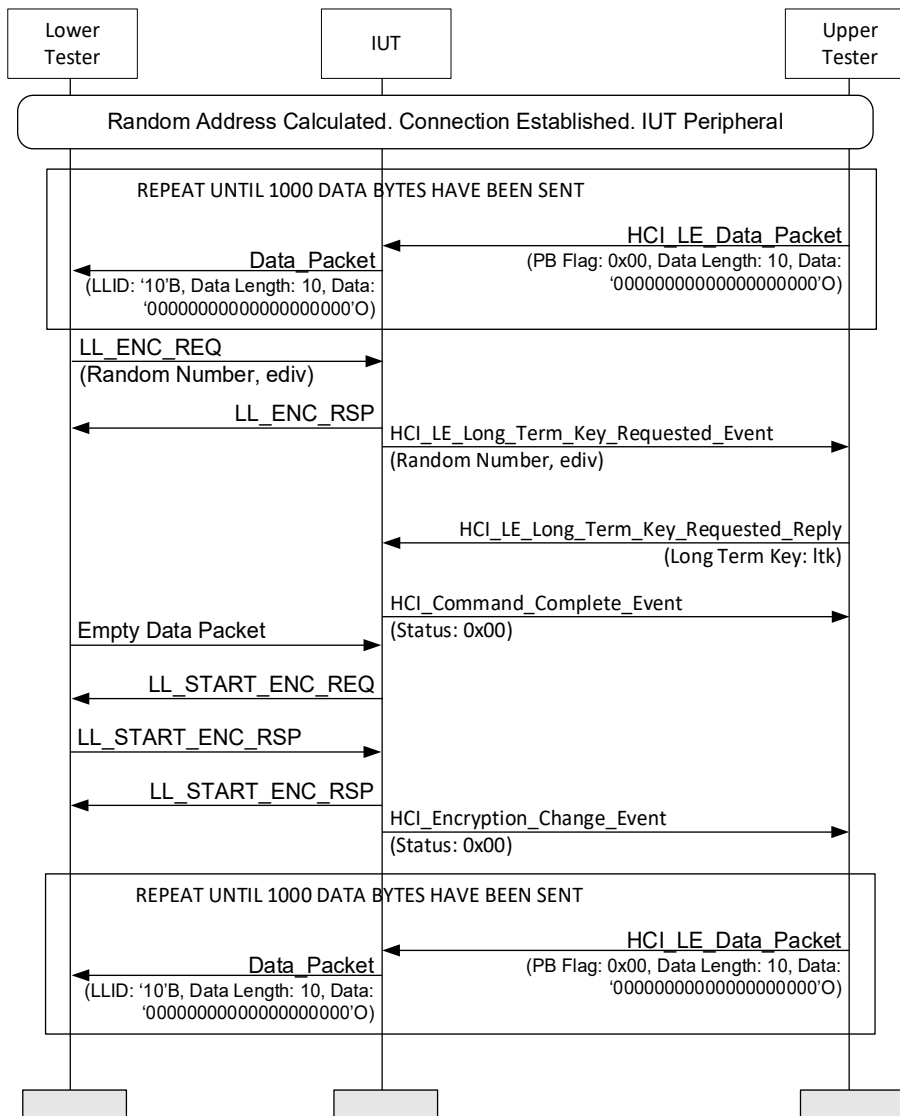 Lower
Tester
IUT
Upper
Tester
Random Address Calculated. Connection Established. IUT Peripheral
REPEAT UNTIL 1000 DATA BYTES HAVE BEEN SENT
HCI_LE_Data_Packet
(PB Flag: 0x00, Data Length: 10, Data:
‘00000000000000000000’O)
Data_Packet
(LLID: ‘10’B, Data Length: 10, Data:
‘00000000000000000000’O)
LL_ENC_REQ
(Random Number, ediv)
LL_ENC_RSP
HCI_LE_Long_Term_Key_Requested_Event
(Random Number, ediv)
HCI_LE_Long_Term_Key_Requested_Reply
(Long Term Key: ltk)
HCI_Command_Complete_Event
(Status: 0x00)
Empty Data Packet
LL_START_ENC_REQ
LL_START_ENC_RSP
LL_START_ENC_RSP
HCI_Encryption_Change_Event
(Status: 0x00)
REPEAT UNTIL 1000 DATA BYTES HAVE BEEN SENT
HCI_LE_Data_Packet
(PB Flag: 0x00, Data Length: 10, Data:
‘00000000000000000000’O)
Data_Packet
(LLID: ‘10’B, Data Length: 10, Data:
‘00000000000000000000’O)